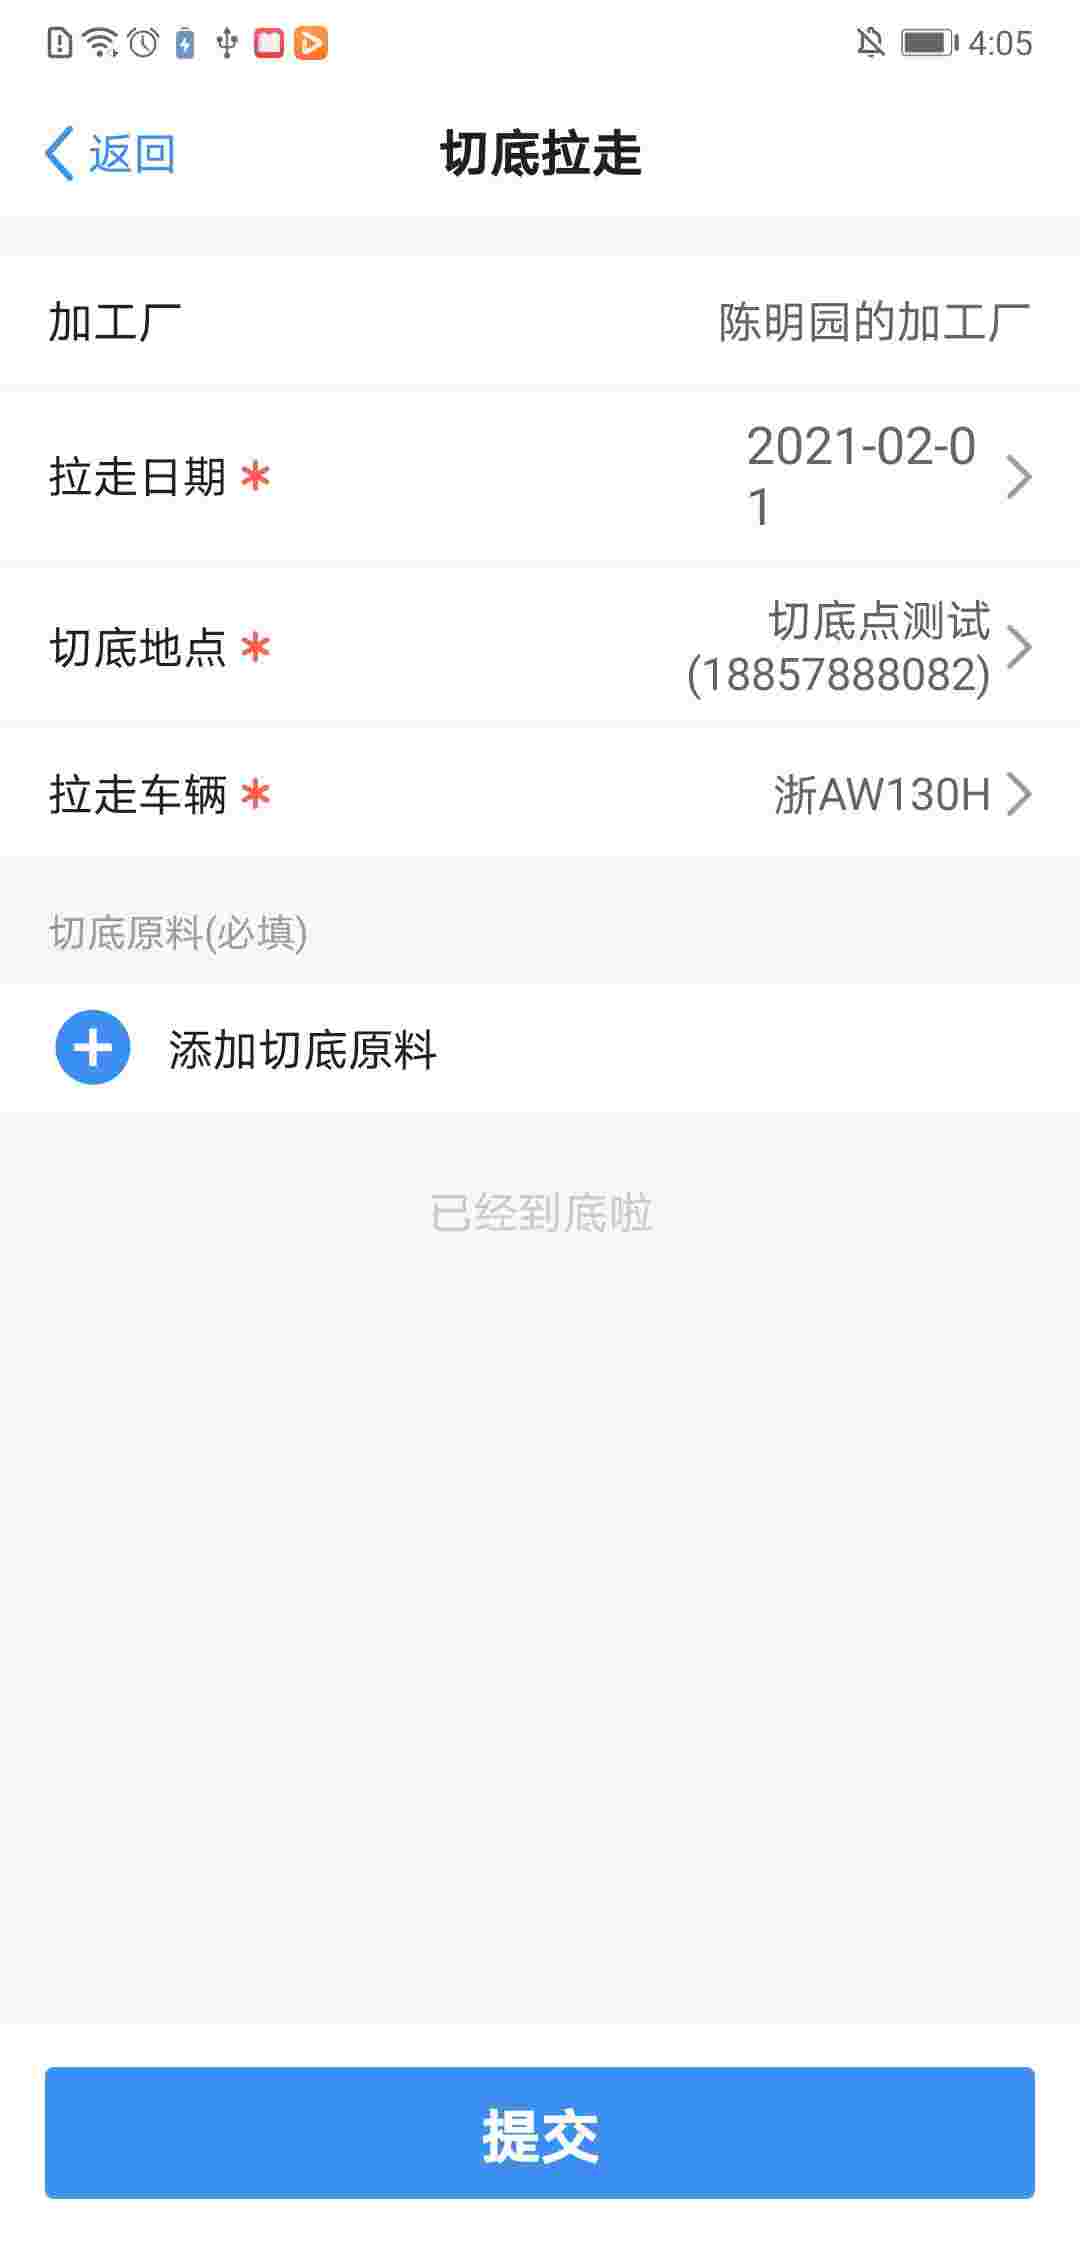 4:05
返回
切底拉走
加工厂
陈明园的加工厂
拉走日期 *
2021-02-0
1
切底地点 *
切底点测试
(18857888082)
拉走车辆 *
浙AW130H
切底原料(必填)
添加切底原料
已经到底啦
提交